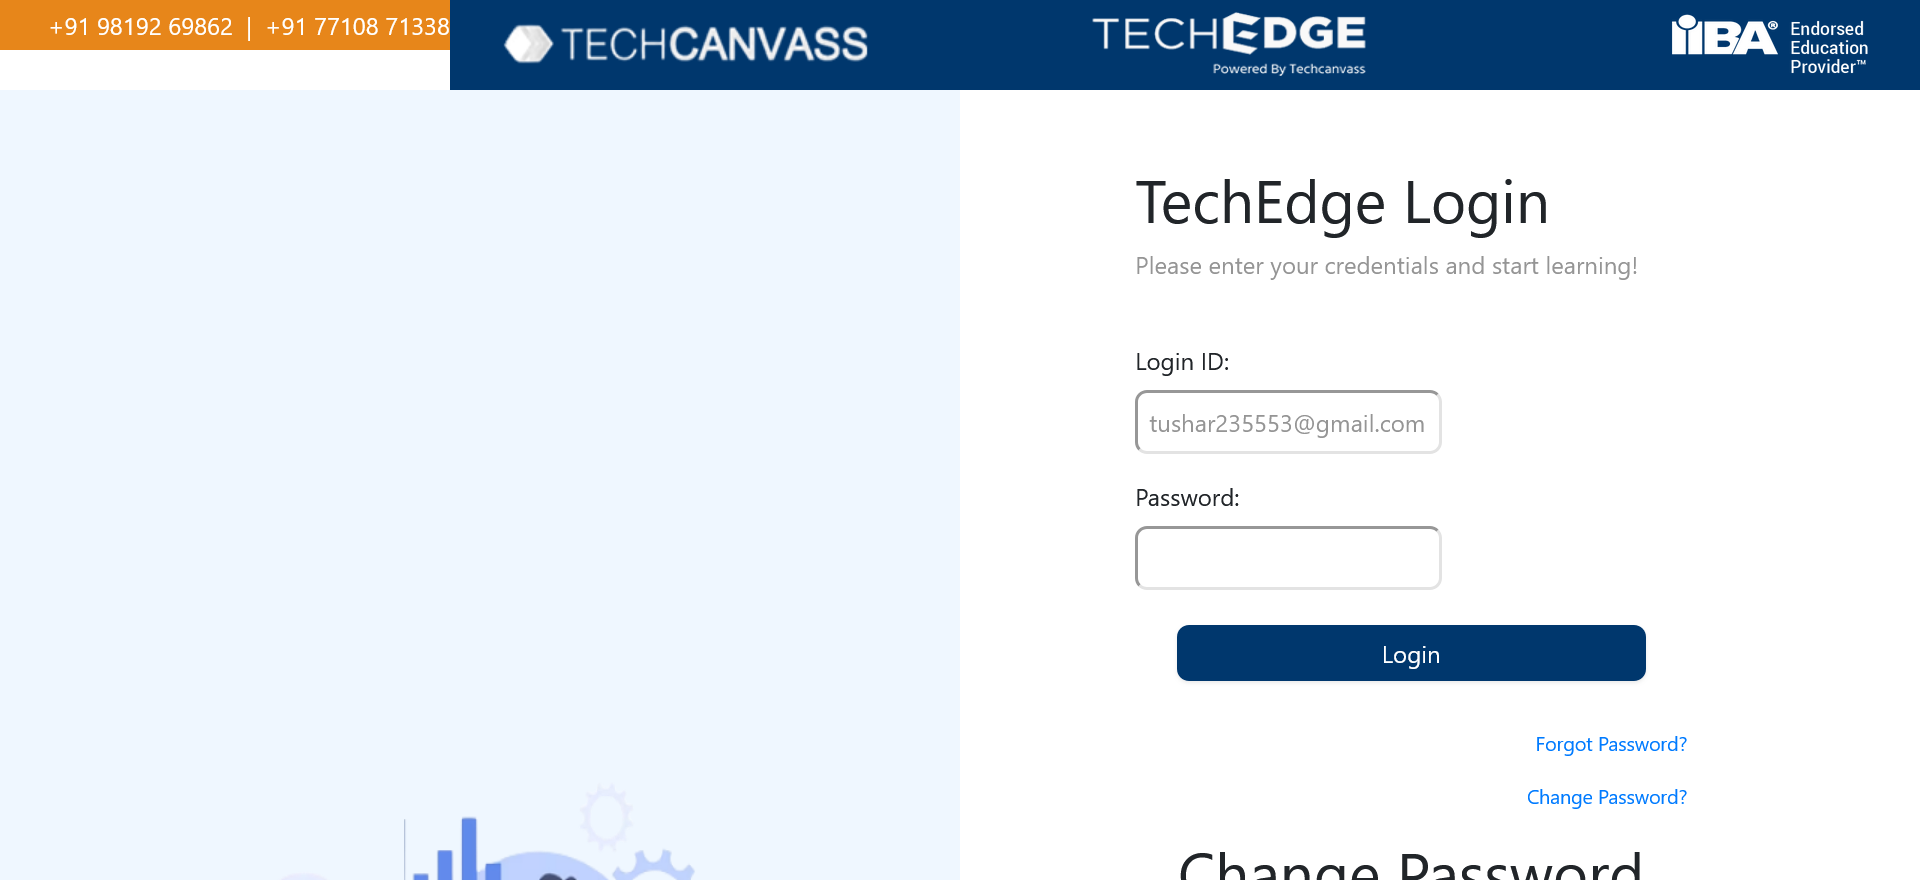 +91 98192 69862 | +91 77108 71338
TECHCANVASS
TECHEDGE
Powered By Techcanvass
iiBA®
Endorsed
Education
Provider™
TechEdge Login
Please enter your credentials and start learning!
Login ID:
tushar235553@gmail.com
Password:
Login
Forgot Password?
Change Password?
Change Password